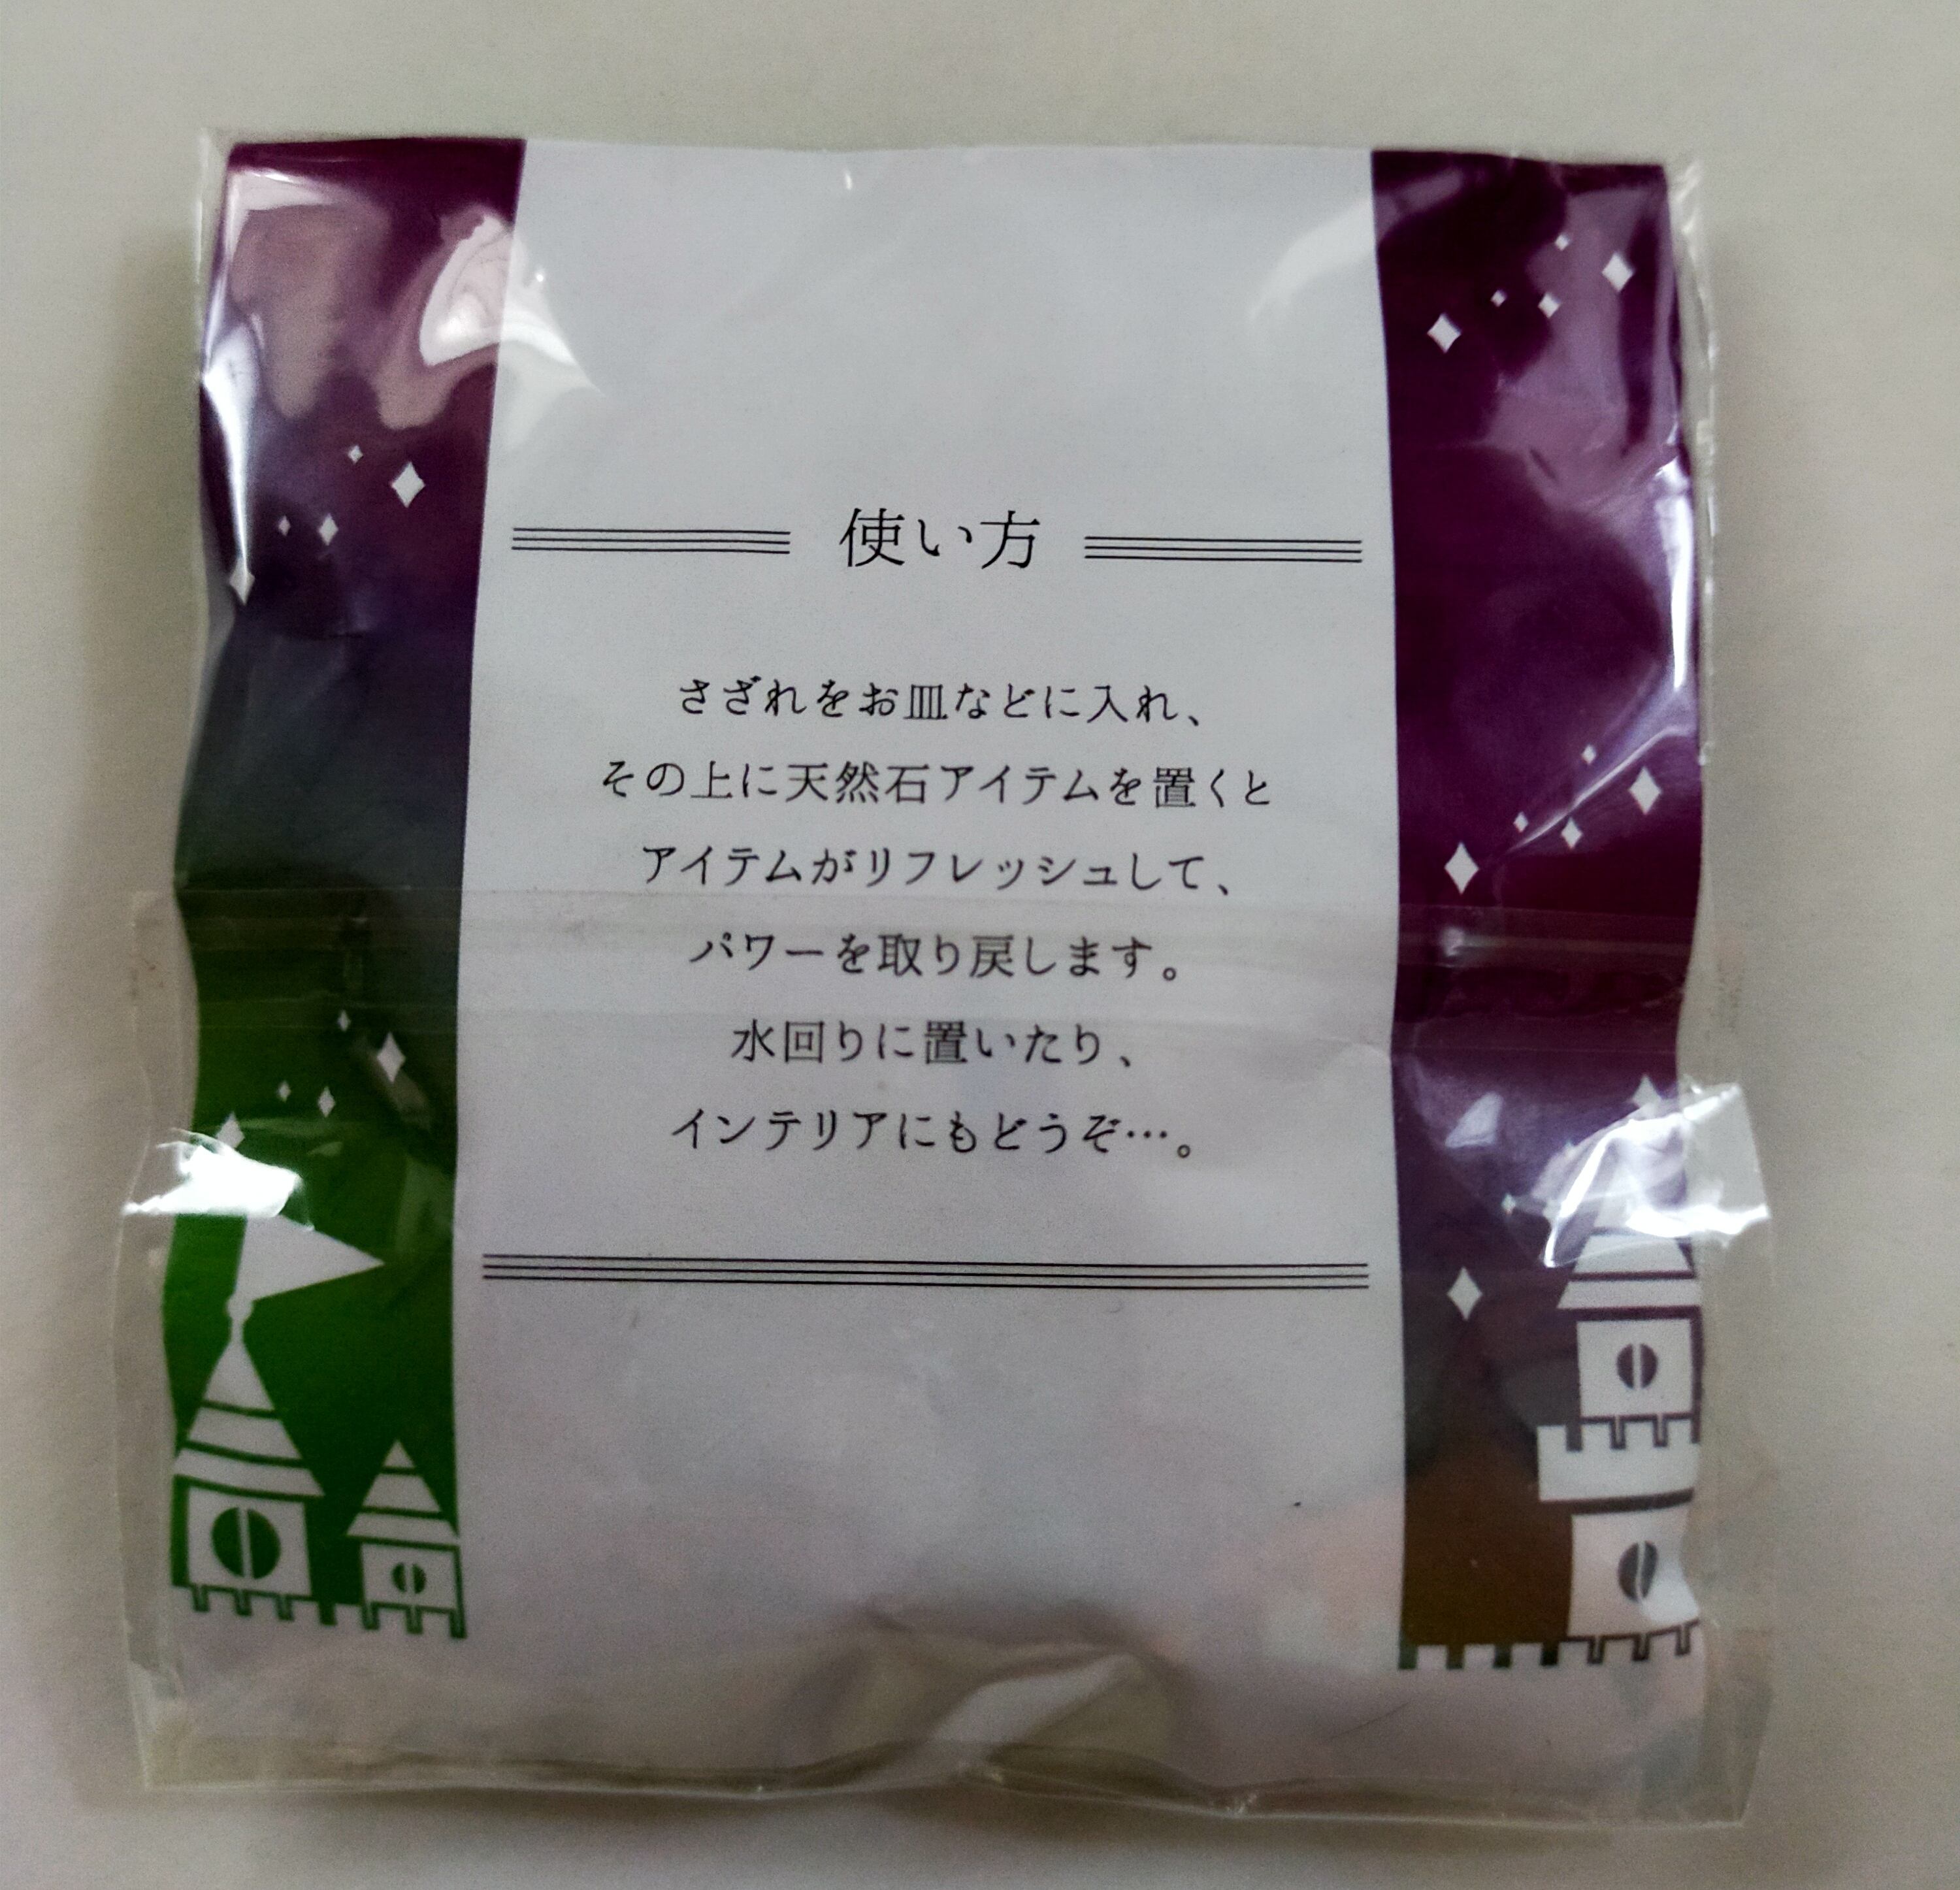 使い方
さざれをお皿などに入れ、
その上に天然石アイテムを置くと
アイテムがリフレッシュして、
パワーを取り戻します。
水回りに置いたり、
インテリアにもどうぞ…。